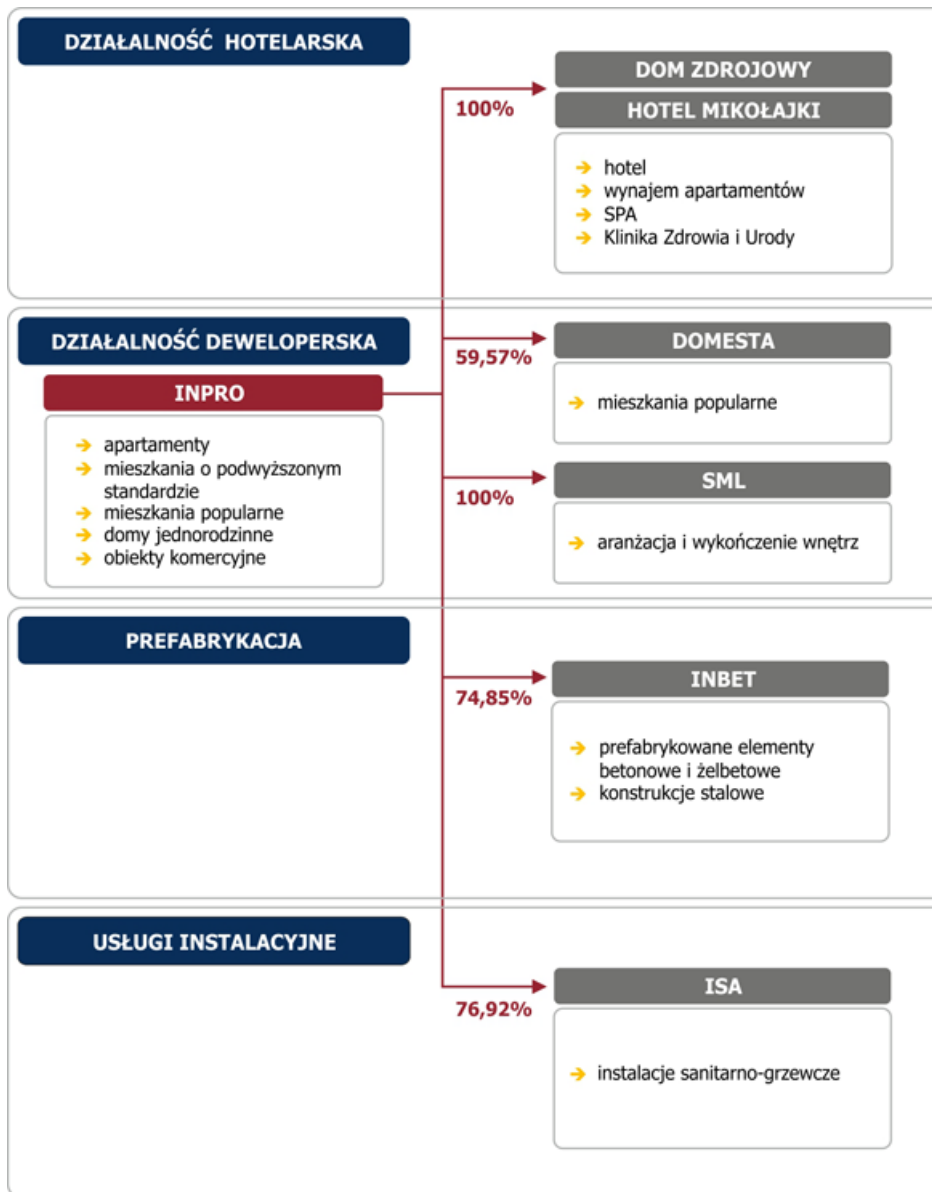 DZIAŁALNOŚĆ HOTELARSKA
100%
DOM ZDROJOWY
HOTEL MIKOŁAJKI
hotel
wynajem apartamentów
SPA
Klinika Zdrowia i Urody
DZIAŁALNOŚĆ DEWELOPERSKA
INPRO
apartamenty
mieszkania o podwyższonym
standardzie
mieszkania popularne
domy jednorodzinne
obiekty komercyjne
59,57%
DOMESTA
mieszkania popularne
100%
SML
aranżacja i wykończenie wnętrz
PREFABRYKACJA
74,85%
INBET
prefabrykowane elementy
betonowe i żelbetowe
konstrukcje stalowe
USŁUGI INSTALACYJNE
76,92%
ISA
instalacje sanitarno-grzewcze